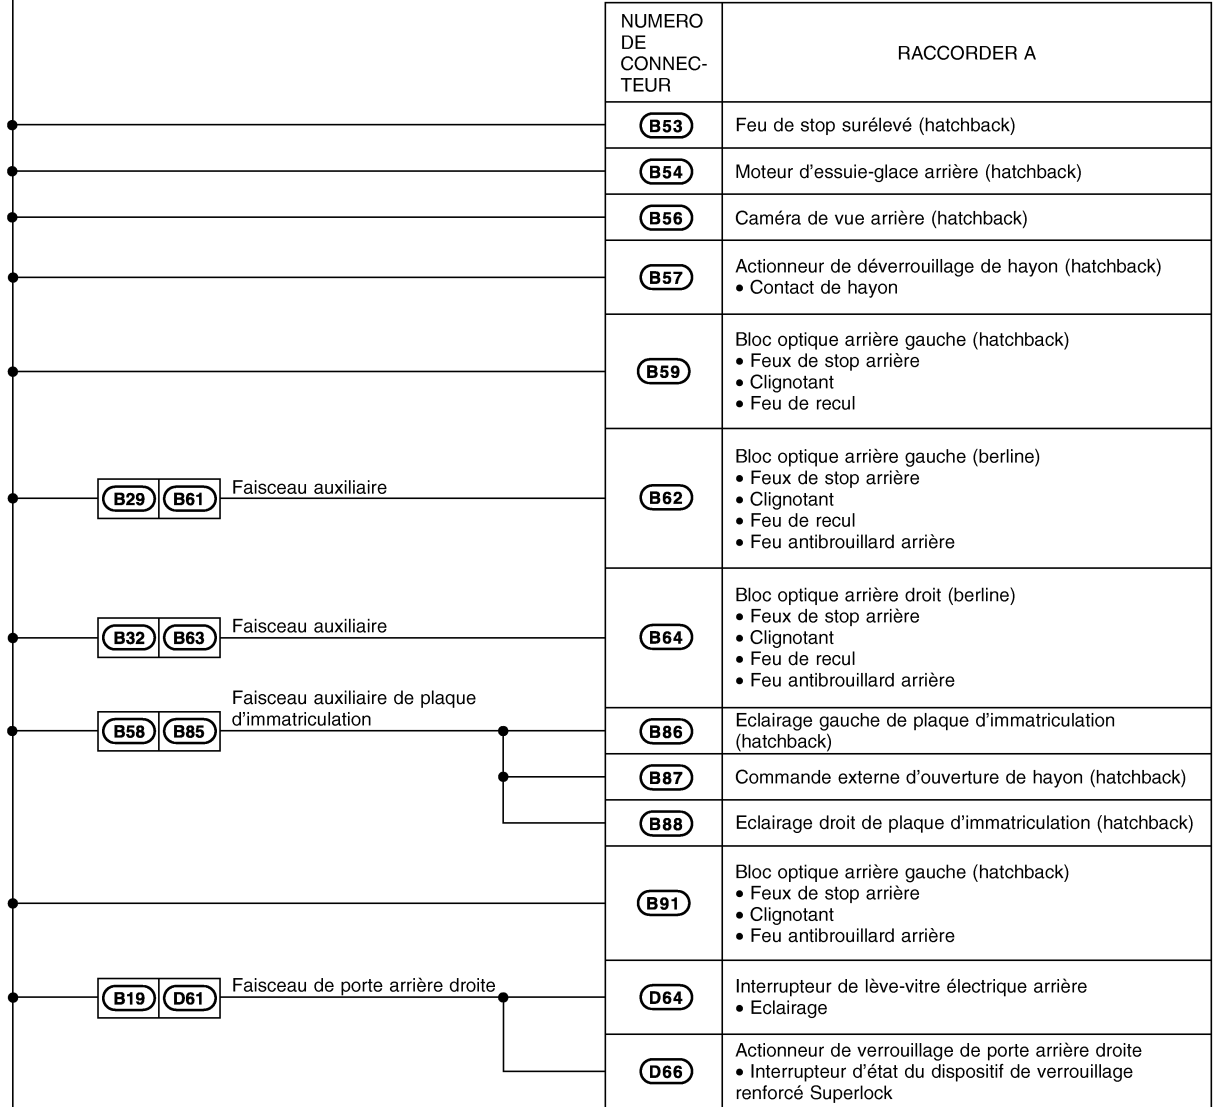 NUMERO
DE
CONNEC-
TEUR
RACCORDER A
B53
Feu de stop surélevé (hatchback)
B54
Moteur d'essuie-glace arrière (hatchback)
B56
Caméra de vue arrière (hatchback)
B57
Actionneur de déverrouillage de hayon (hatchback)
• Contact de hayon
B59
Bloc optique arrière gauche (hatchback)
• Feux de stop arrière
• Clignotant
• Feu de recul
B29 B61 Faisceau auxiliaire
B62
Bloc optique arrière gauche (berline)
• Feux de stop arrière
• Clignotant
• Feu de recul
• Feu antibrouillard arrière
B32 B63 Faisceau auxiliaire
B64
Bloc optique arrière droit (berline)
• Feux de stop arrière
• Clignotant
• Feu de recul
• Feu antibrouillard arrière
Faisceau auxiliaire de plaque
d'immatriculation
B58 B85
B86
Eclairage gauche de plaque d'immatriculation
(hatchback)
B87
Commande externe d'ouverture de hayon (hatchback)
B88
Eclairage droit de plaque d'immatriculation (hatchback)
B91
Bloc optique arrière gauche (hatchback)
• Feux de stop arrière
• Clignotant
• Feu antibrouillard arrière
B19 D61 Faisceau de porte arrière droite
D64
Interrupteur de lève-vitre électrique arrière
• Eclairage
D66
Actionneur de verrouillage de porte arrière droite
• Interrupteur d'état du dispositif de verrouillage
renforcé Superlock